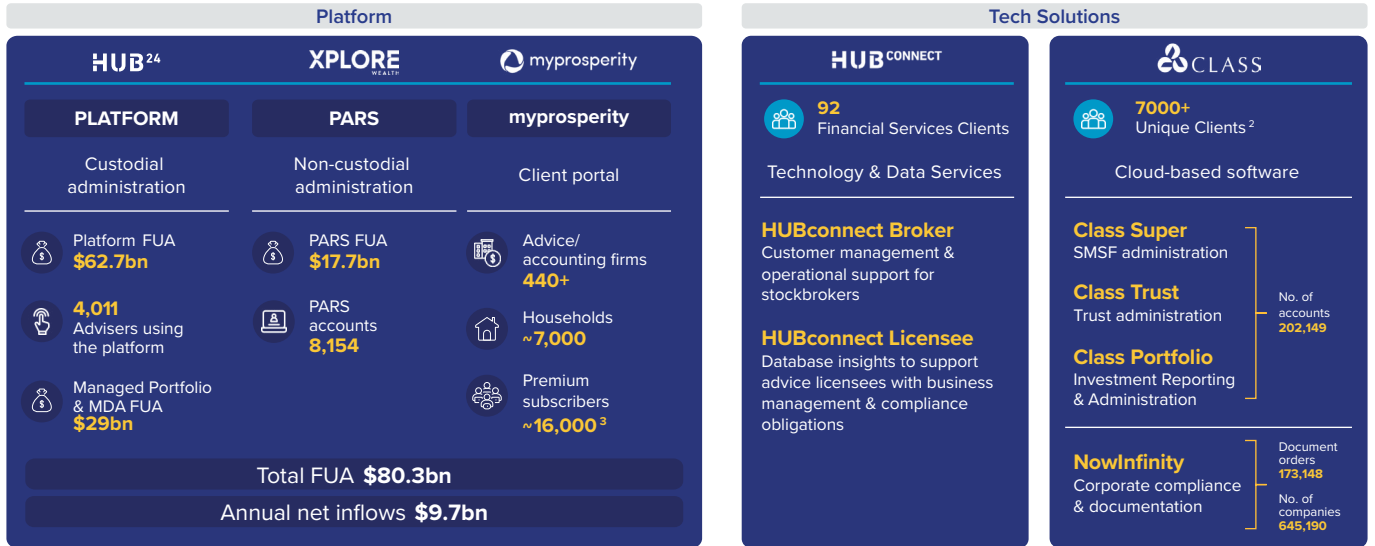 Platform
HUB24
PLATFORM
Custodial
administration
Platform FUA
$62.7bn
4,011
Advisers using
the platform
Managed Portfolio
& MDA FUA
$29bn
XPLORE
WEALTH
PARS
Non-custodial
administration
PARS FUA
$17.7bn
PARS
accounts
8,154
myprosperity
myprosperity
Client portal
Advice/
accounting firms
440+
Households
~7,000
Premium
subscribers
~16,000 3
Total FUA $80.3bn
Annual net inflows $9.7bn
Tech Solutions
HUBCONNECT
92
Financial Services Clients
Technology & Data Services
HUBconnect Broker
Customer management &
operational support for
stockbrokers
HUBconnect Licensee
Database insights to support
advice licensees with business
management & compliance
obligations
CLASS
7000+
Unique Clients 2
Cloud-based software
Class Super
SMSF administration
Class Trust
Trust administration
Class Portfolio
Investment Reporting
& Administration
No. of
accounts
202,149
NowInfinity
Corporate compliance
& documentation
Document
orders
173,148
No. of
companies
645,190